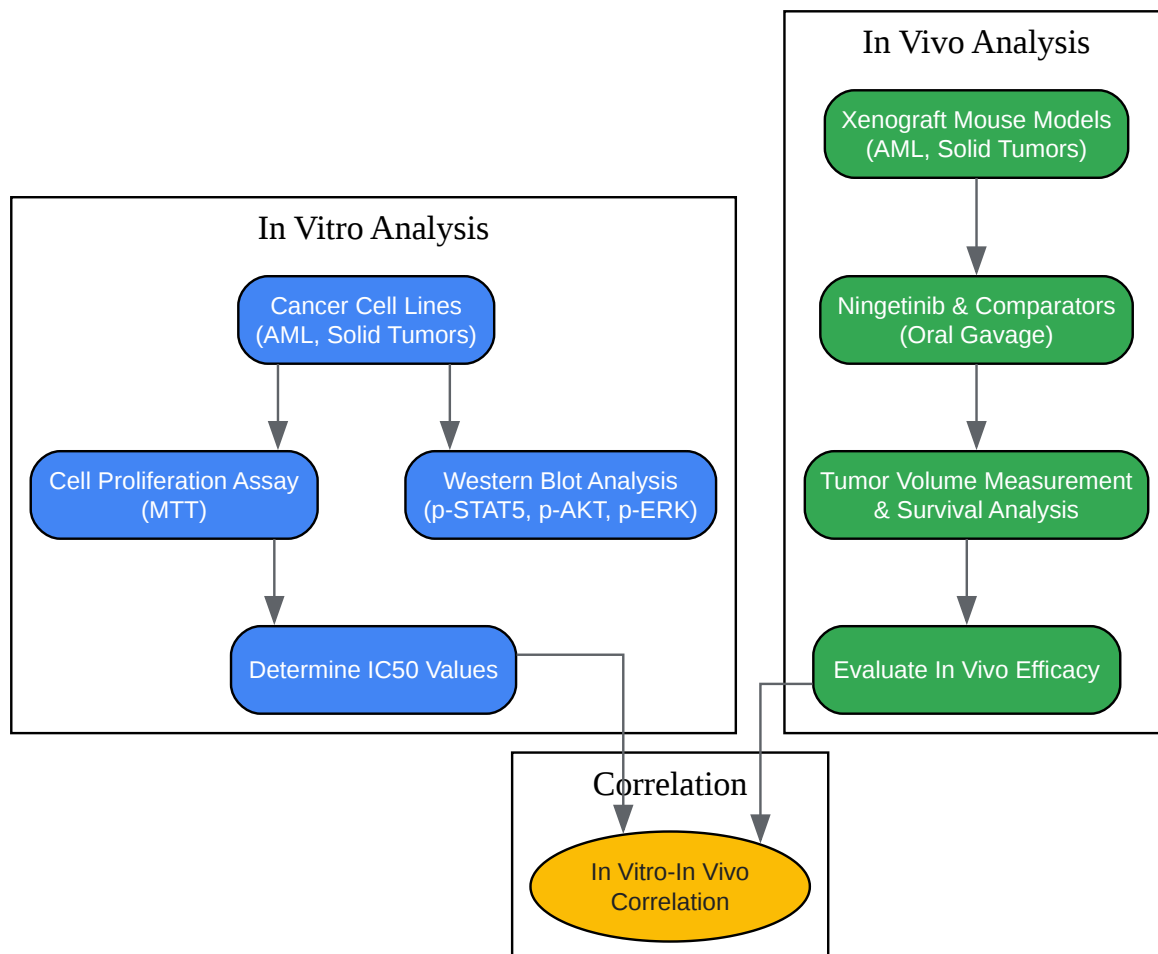 In Vitro Analysis
Cancer Cell Lines
(AML, Solid Tumors)
Cell Proliferation Assay
(MTT)
Western Blot Analysis
(p-STAT5, p-AKT, p-ERK)
Determine IC50 Values
In Vivo Analysis
Xenograft Mouse Models
(AML, Solid Tumors)
Ningetinib & Comparators
(Oral Gavage)
Tumor Volume Measurement
& Survival Analysis
Evaluate In Vivo Efficacy
Correlation
In Vitro-In Vivo
Correlation